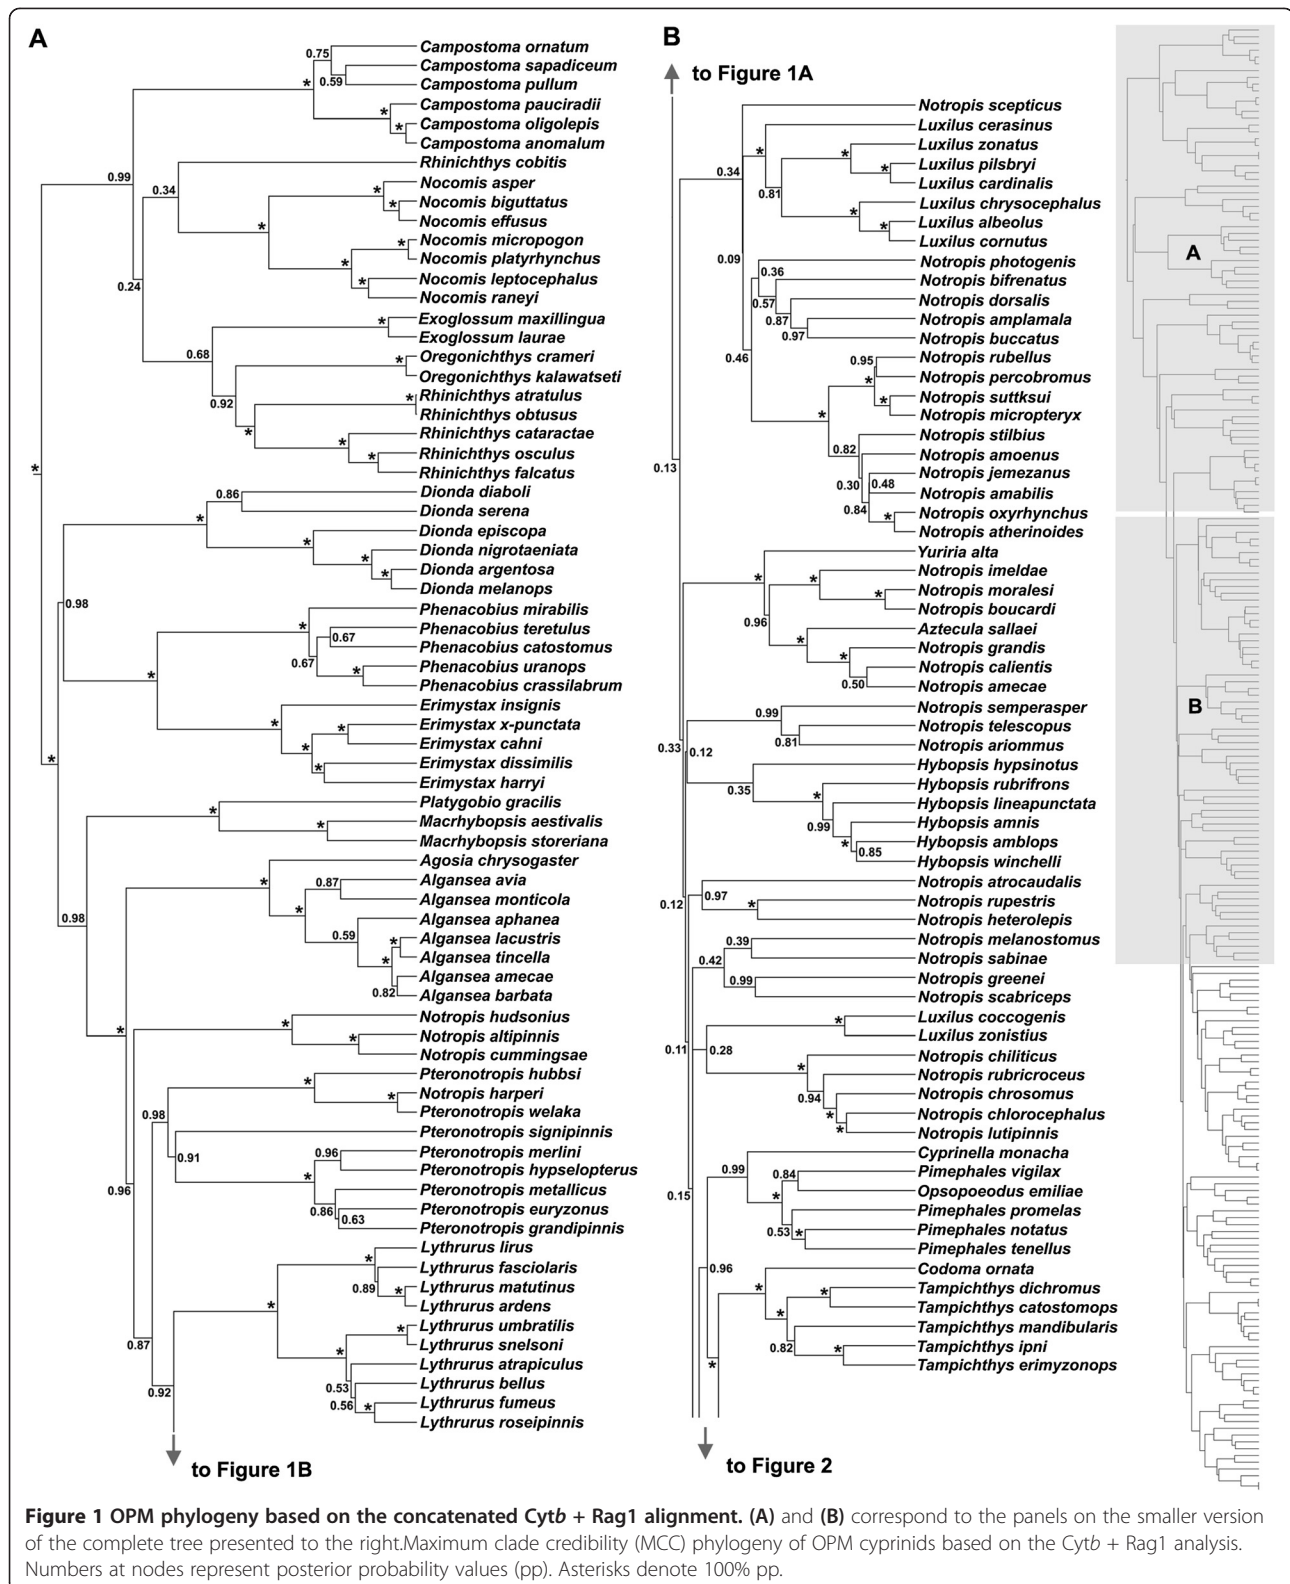 A
Campostoma ornatum
0.75
Campostoma sapadiceum
*
0.59
Campostoma pullum
Campostoma pauciradii
*
Campostoma oligolepis
*
Campostoma anomalum
0.99
Rhinichthys cobitis
0.34
Nocomis asper
*
Nocomis biguttatus
*
Nocomis effusus
*
Nocomis micropogon
*
Nocomis platyrhynchus
*
Nocomis leptocephalus
*
0.24
Nocomis raneyi
Exoglossum maxillingua
*
Exoglossum laurae
0.68
Oregonichthys crameri
*
Oregonichthys kalawatseti
0.92
Rhinichthys atratulus
*
Rhinichthys obtusus
*
Rhinichthys cataractae
*
Rhinichthys osculus
*
Rhinichthys falcatus
*
Dionda diaboli
0.86
Dionda serena
*
Dionda episcopa
*
Dionda nigrotaeniata
*
Dionda argentosa
*
Dionda melanops
0.98
Phenacobius mirabilis
*
Phenacobius teretulus
0.67
Phenacobius catostomus
0.67
Phenacobius uranops
*
Phenacobius crassilabrum
*
Erimystax insignis
*
Erimystax x-punctata
*
Erimystax cahni
*
Erimystax dissimilis
*
Erimystax harryi
*
Platygobio gracilis
*
Macrhybopsis aestivalis
*
Macrhybopsis storeriana
Agosia chrysogaster
*
Algansea avia
0.87
Algansea monticola
*
Algansea aphanea
0.98
0.59
Algansea lacustris
*
Algansea tincella
*
Algansea amecae
0.82
Algansea barbata
*
Notropis hudsonius
*
Notropis altipinnis
*
Notropis cummingsae
Pteronotropis hubbsi
*
Notropis harperi
*
Pteronotropis welaka
0.98
Pteronotropis signipinnis
0.91
Pteronotropis merlini
0.96
Pteronotropis hypselopterus
*
0.96
Pteronotropis metallicus
Pteronotropis euryzonus
0.86
0.63
Pteronotropis grandipinnis
Lythrurus lirus
*
Lythrurus fasciolaris
0.89
Lythrurus matutinus
*
Lythrurus ardens
*
Lythrurus umbratilis
*
Lythrurus snelsoni
*
0.87
Lythrurus atrapiculus
0.53
Lythrurus bellus
0.92
0.56
Lythrurus fumeus
*
Lythrurus roseipinnis
to Figure 1B
B
to Figure 1A
Notropis scepticus
Luxilus cerasinus
*
Luxilus zonatus
*
Luxilus pilsbryi
*
0.34
Luxilus cardinalis
0.81
Luxilus chrysocephalus
*
Luxilus albeolus
*
Luxilus cornutus
0.09
Notropis photogenis
0.36
Notropis bifrenatus
0.57
Notropis dorsalis
0.87
Notropis amplamala
0.97
Notropis buccatus
0.46
Notropis rubellus
0.95
Notropis percobromus
*
Notropis suttksui
*
Notropis micropteryx
*
Notropis stilbius
0.82
Notropis amoenus
0.13
Notropis jemezanus
0.30
0.48
Notropis amabilis
0.84
Notropis oxyrhynchus
*
Notropis atherinoides
Yuriria alta
*
Notropis imeldae
*
Notropis moralesi
*
Notropis boucardi
0.96
Aztecula sallaei
*
Notropis grandis
*
Notropis calientis
0.50
Notropis amecae
Notropis semperasper
0.99
Notropis telescopus
0.81
Notropis ariommus
0.33
0.12
Hybopsis hypsinotus
0.35
Hybopsis rubrifrons
*
Hybopsis lineapunctata
0.99
Hybopsis amnis
*
Hybopsis amblops
0.85
Hybopsis winchelli
Notropis atrocaudalis
0.97
0.12
Notropis rupestris
*
Notropis heterolepis
Notropis melanostomus
0.39
Notropis sabinae
0.42
Notropis greenei
0.99
Notropis scabriceps
Luxilus coccogenis
*
Luxilus zonistius
0.11
0.28
Notropis chiliticus
*
Notropis rubricroceus
0.94
Notropis chrosomus
*
Notropis chlorocephalus
*
Notropis lutipinnis
Cyprinella monacha
0.99
Pimephales vigilax
0.84
Opsopoeodus emiliae
*
0.15
Pimephales promelas
0.53
Pimephales notatus
*
Pimephales tenellus
0.96
Codoma ornata
*
Tampichthys dichromus
*
Tampichthys catostomops
*
Tampichthys mandibularis
0.82
Tampichthys ipni
*
Tampichthys erimyzonops
*
to Figure 2
A
B
Figure 1 OPM phylogeny based on the concatenated Cytb + Rag1 alignment. (A) and (B) correspond to the panels on the smaller version
of the complete tree presented to the right.Maximum clade credibility (MCC) phylogeny of OPM cyprinids based on the Cytb + Rag1 analysis.
Numbers at nodes represent posterior probability values (pp). Asterisks denote 100% pp.